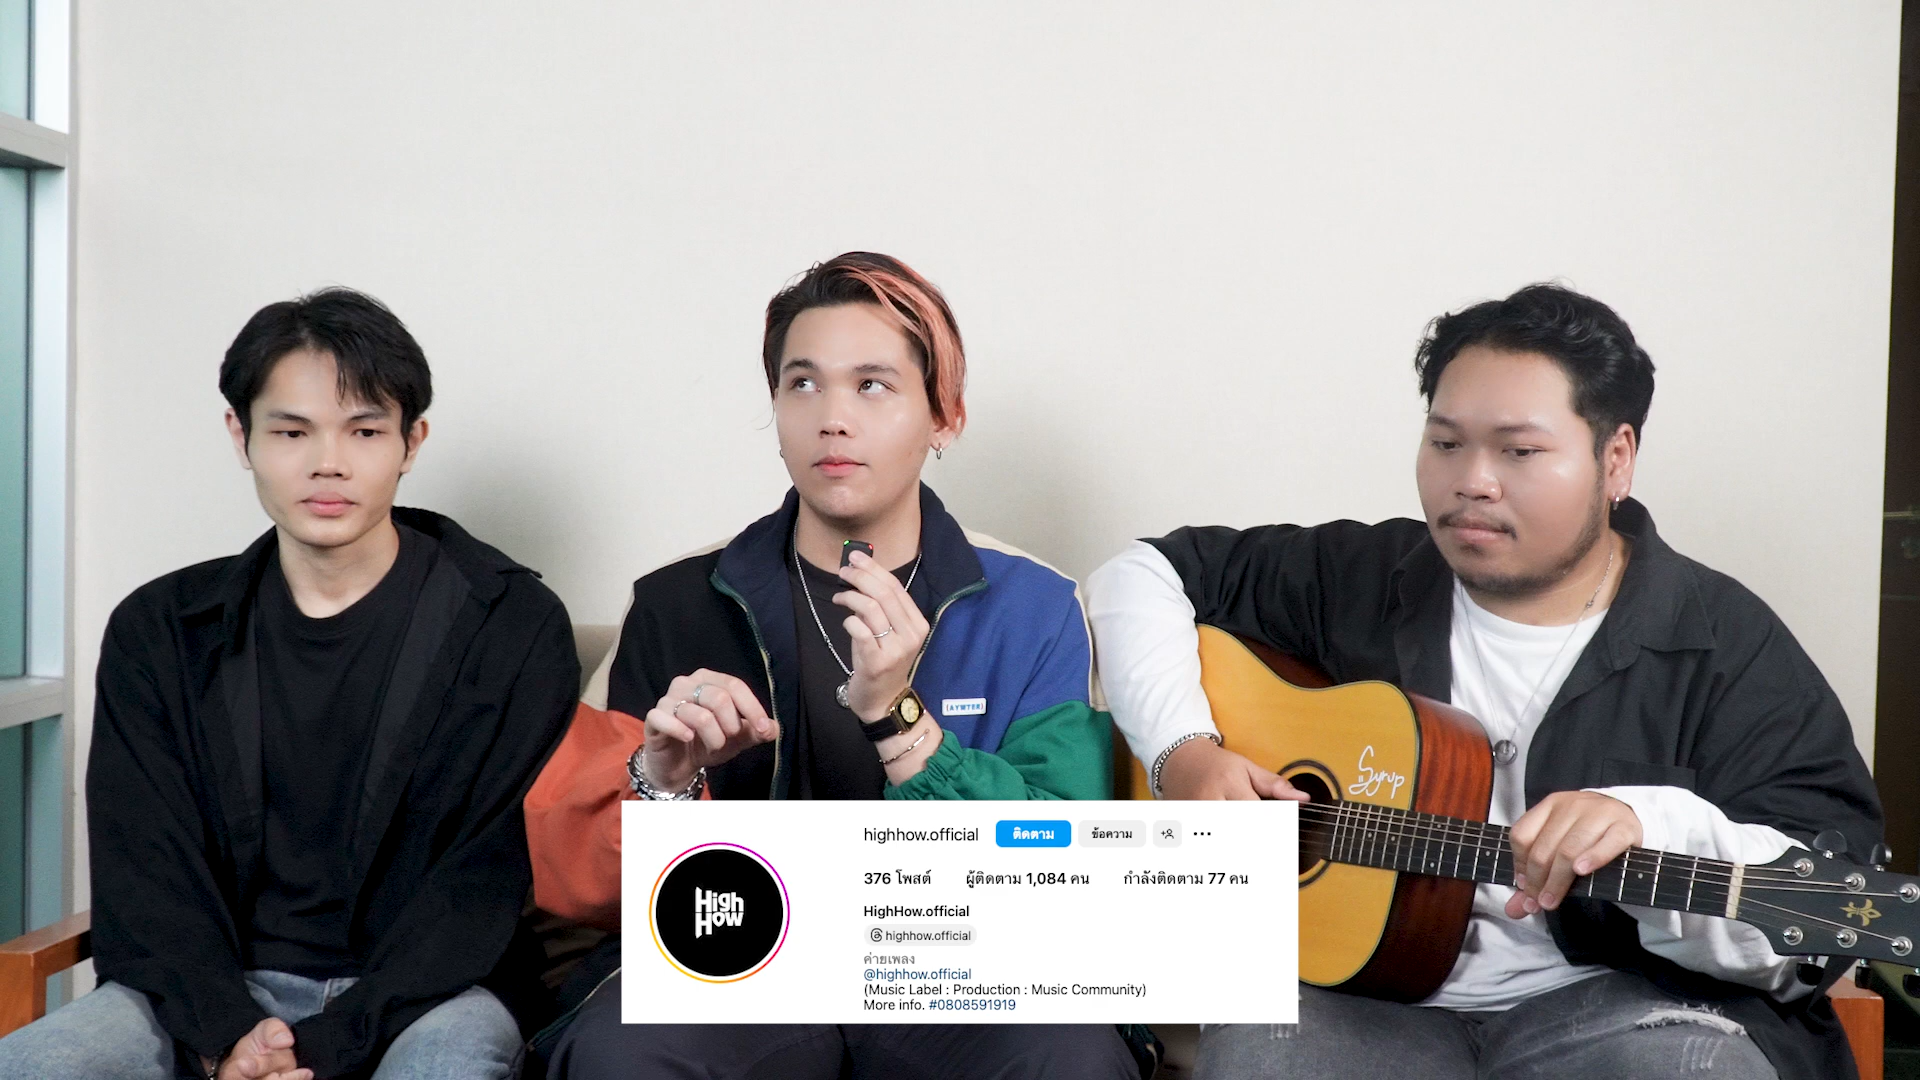 (AYWTEK)
Syrup
High
How
highhow.official ติดตาม ข้อความ
376 โพสต์ ผู้ติดตาม 1,084 คน กำลังติดตาม 77 คน
HighHow.official
highhow.official
ค่ายเพลง
@highhow.official
(Music Label : Production : Music Community)
More info. #0808591919